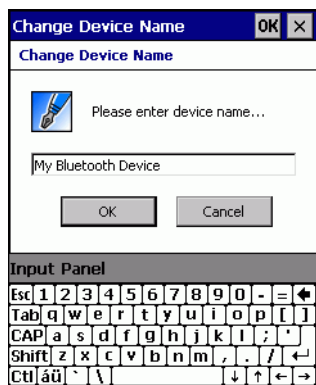 Change Device Name OK ×
Change Device Name
Please enter device name...
My Bluetooth Device
OK Cancel
Input Panel
Esc 1 2 3 4 5 6 7 8 9 0 - = ←
Tab q w e r t y u i o p [ ]
CAP a s d f g h j k l ; '
Shift z x c v b n m , . / ↵
Ctl áü ` \ ↓ ↑ ← →